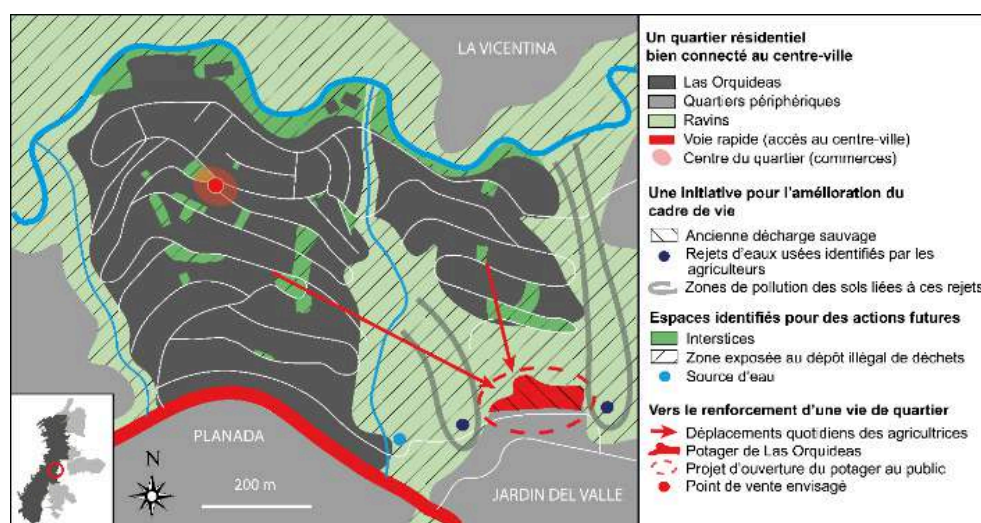 LA VICENTINA
PLANADA
JARDIN DEL VALLE
N
200 m
Un quartier résidentiel
bien connecté au centre-ville
Las Orquideas
Quartiers périphériques
Ravins
Voie rapide (accès au centre-ville)
Centre du quartier (commerces)
Une initiative pour l'amélioration du
cadre de vie
Ancienne décharge sauvage
Rejets d'eaux usées identifiés par les
agriculteurs
Zones de pollution des sols liées à ces rejets
Espaces identifiés pour des actions futures
Interstices
Zone exposée au dépôt illégal de déchets
Source d'eau
Vers le renforcement d'une vie de quartier
Déplacements quotidiens des agricultrices
Potager de Las Orquideas
Projet d'ouverture du potager au public
Point de vente envisagé